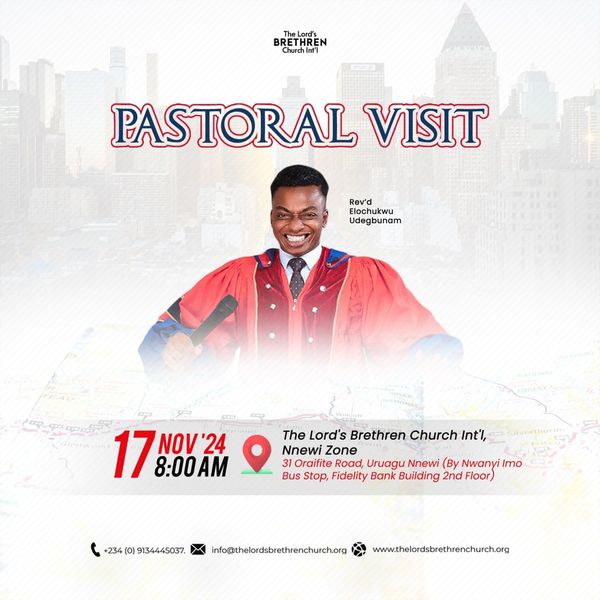 The Lord's
BRETHREN
Church Int'l
PASTORAL VISIT
Rev'd
Elochukwu
Udegbunam
17 NOV '24
8:00 AM
The Lord's Brethren Church Int'l,
Nnewi Zone
31 Oraifite Road, Uruagu Nnewi (By Nwanyi Imo
Bus Stop, Fidelity Bank Building 2nd Floor)
+234 (0) 9134445037. info@thelordsbrethrenchurch.org www.thelordsbrethrenchurch.org